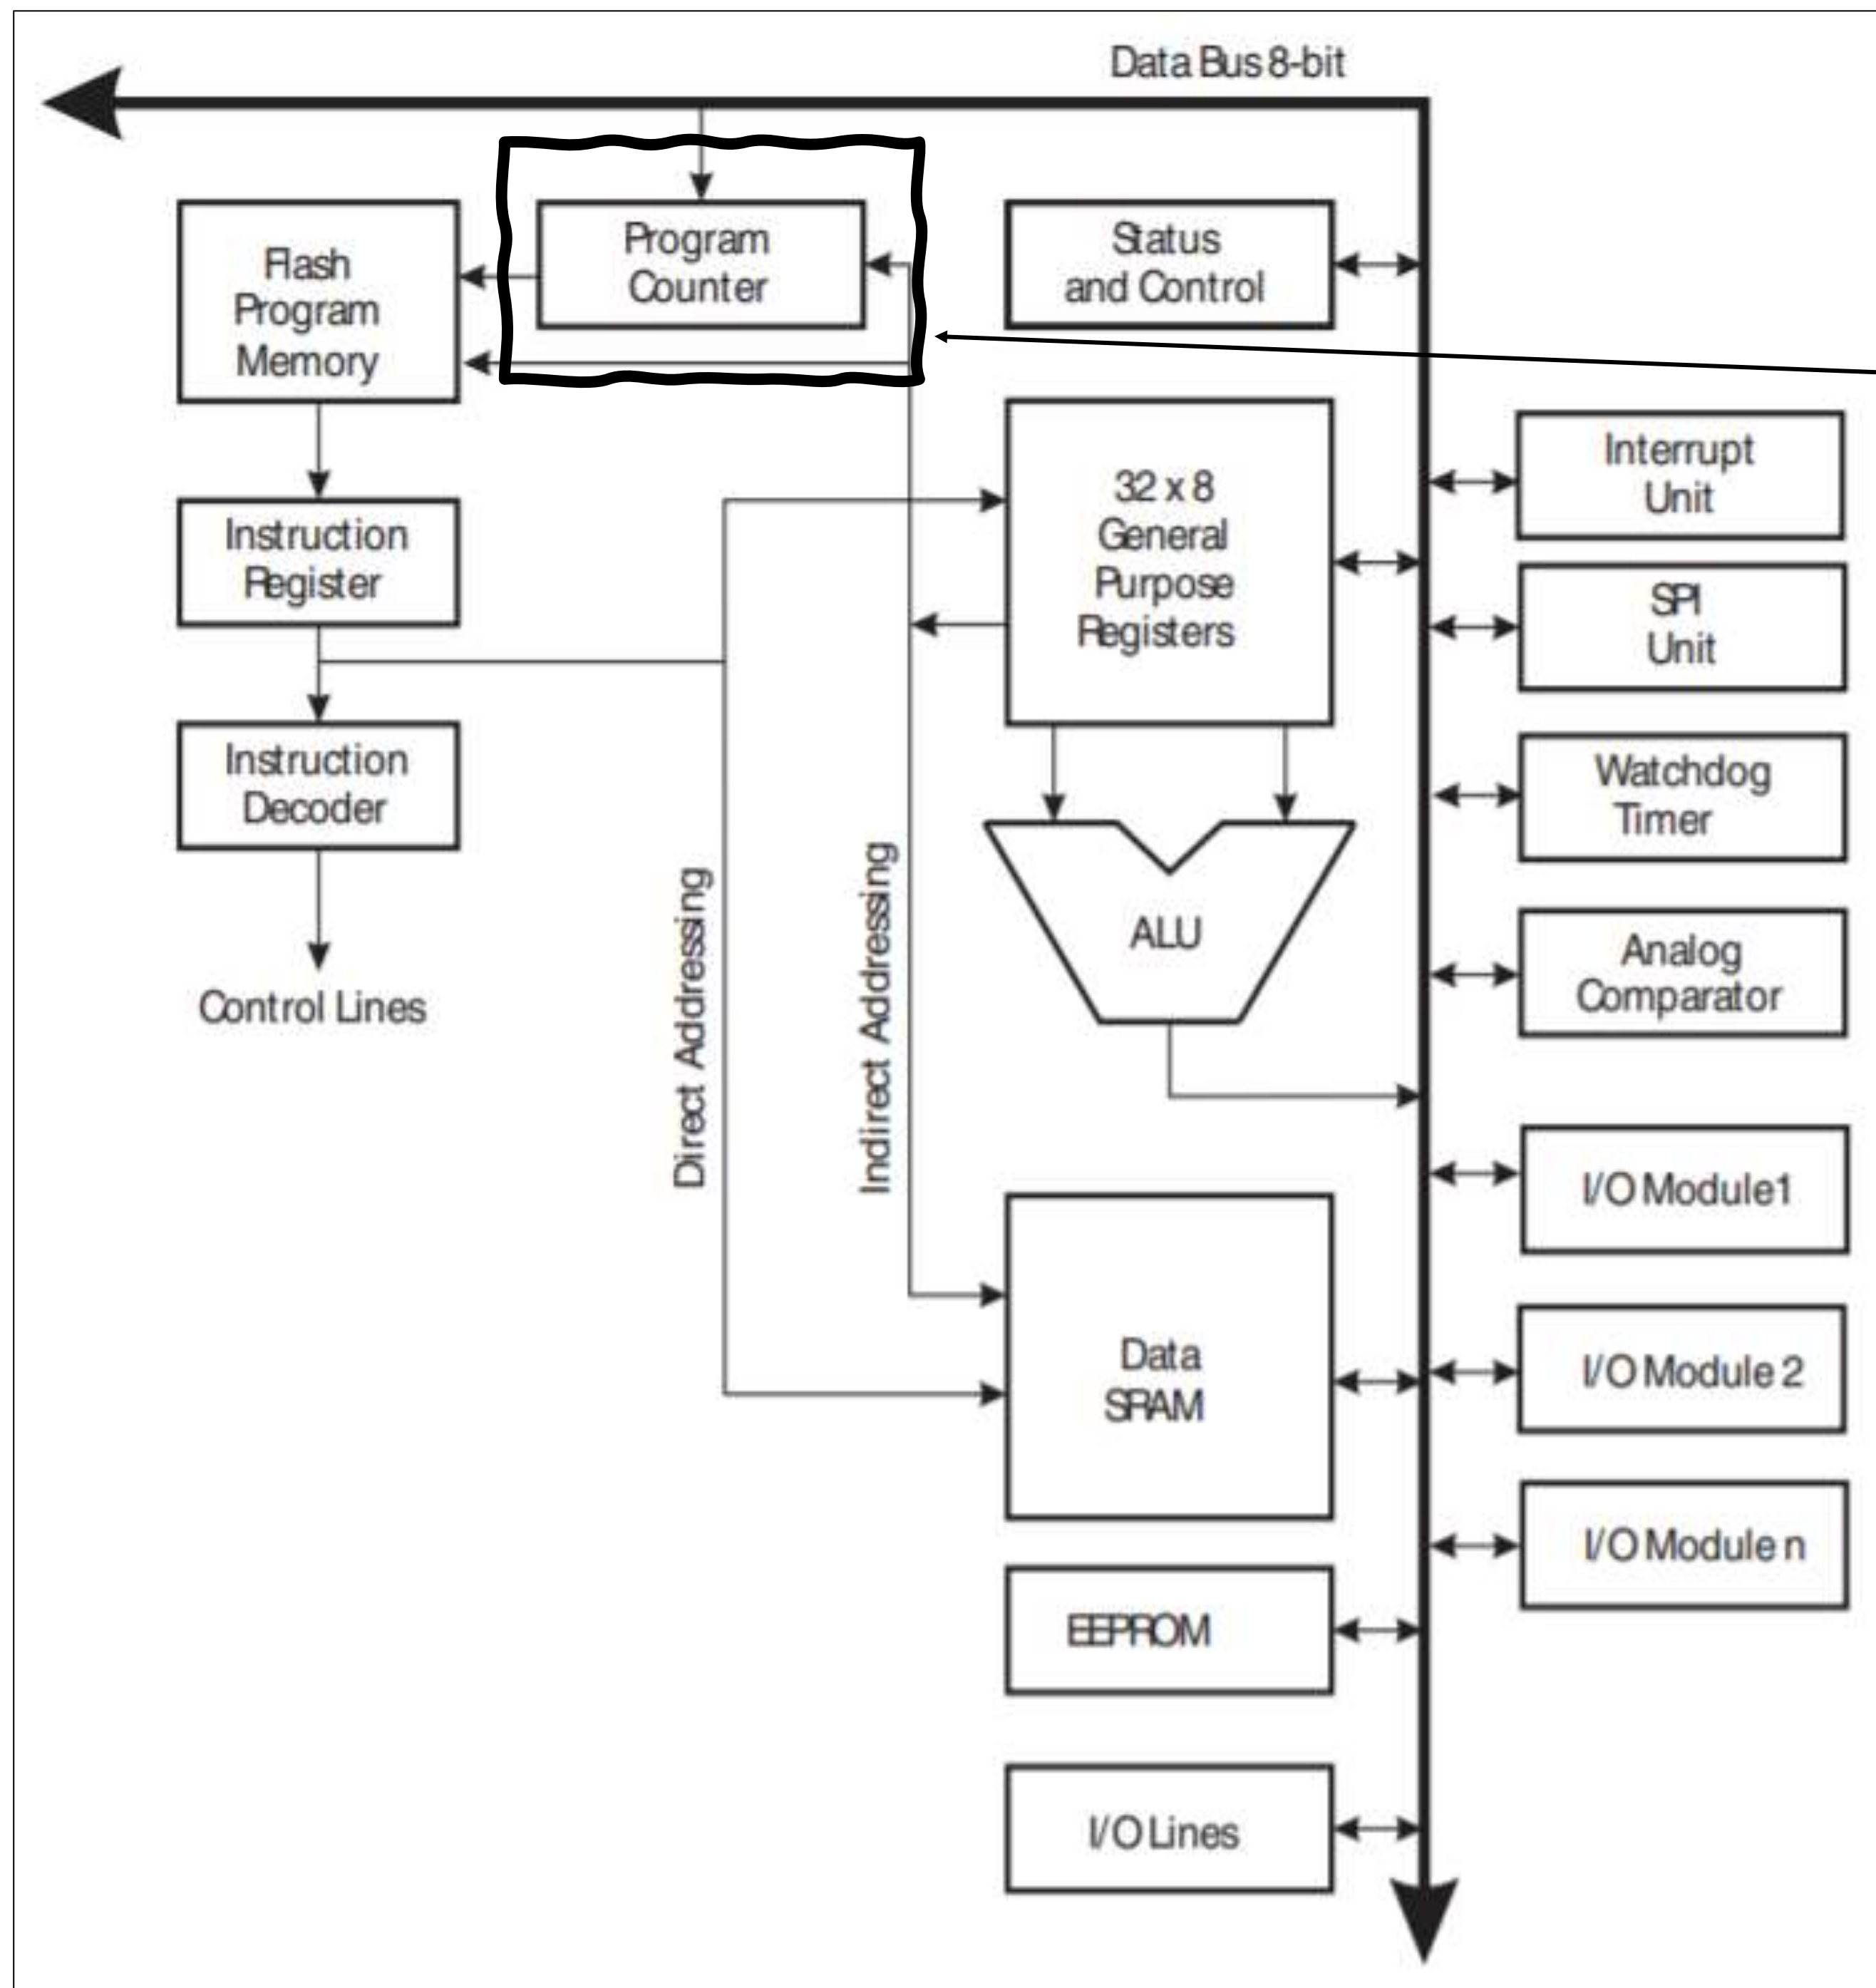 Data Bus 8-bit
Flash
Program
Memory
Program
Counter
Status
and Control
Interrupt
Unit
32 x 8
General
Purpose
Registers
Instruction
Register
SPI
Unit
Instruction
Decoder
Watchdog
Timer
Direct Addressing
Indirect Addressing
ALU
Analog
Comparator
Control Lines
I/O Module1
Data
SRAM
I/O Module 2
I/O Module n
EEPROM
I/O Lines